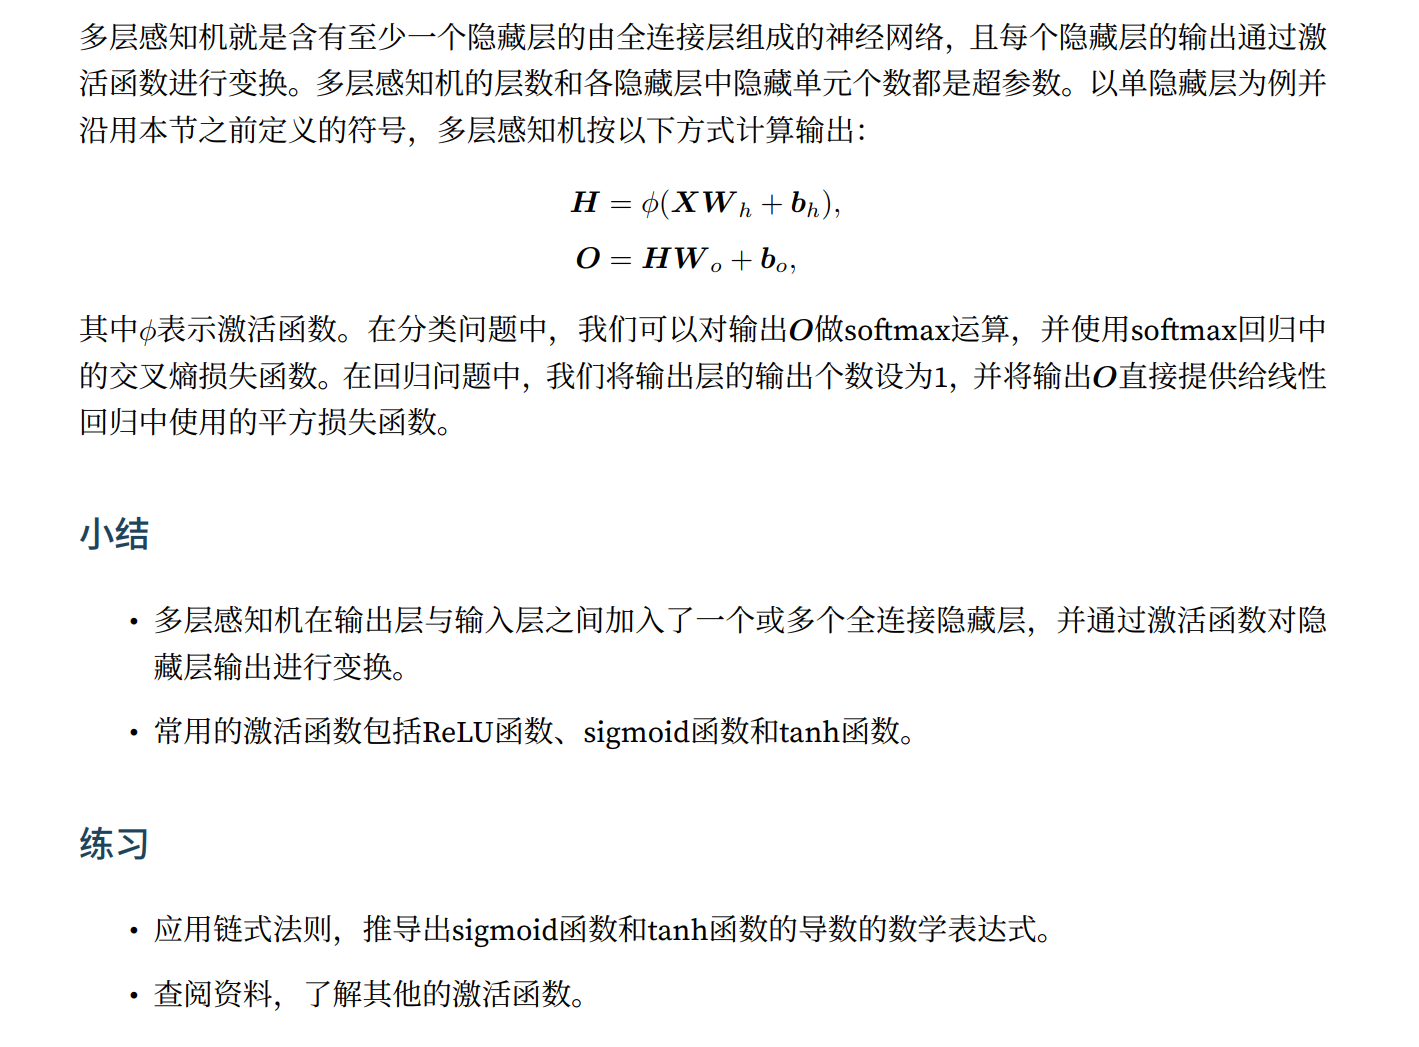 多层感知机就是含有至少一个隐藏层的由全连接层组成的神经网络，且每个隐藏层的输出通过激
活函数进行变换。多层感知机的层数和各隐藏层中隐藏单元个数都是超参数。以单隐藏层为例并
沿用本节之前定义的符号，多层感知机按以下方式计算输出：
H = ϕ(XW_h + b_h),
O = HW_o + b_o,
其中ϕ表示激活函数。在分类问题中，我们可以对输出O做softmax运算，并使用softmax回归中
的交叉熵损失函数。在回归问题中，我们将输出层的输出个数设为1，并将输出O直接提供给线性
回归中使用的平方损失函数。
小结
• 多层感知机在输出层与输入层之间加入了一个或多个全连接隐藏层，并通过激活函数对隐
藏层输出进行变换。
• 常用的激活函数包括ReLU函数、sigmoid函数和tanh函数。
练习
• 应用链式法则，推导出sigmoid函数和tanh函数的导数的数学表达式。
• 查阅资料，了解其他的激活函数。